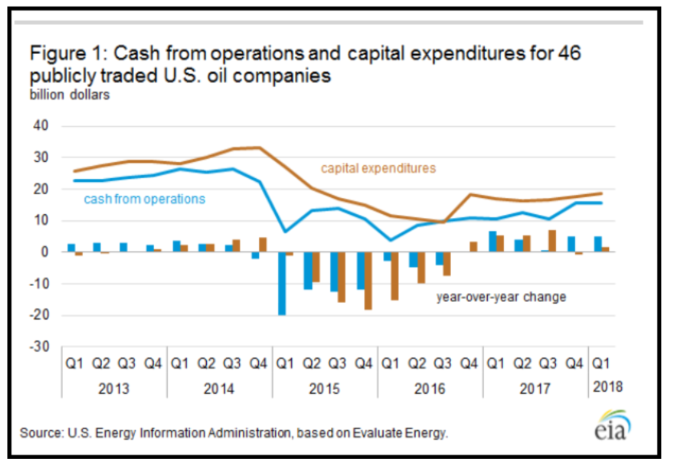 Figure 1: Cash from operations and capital expenditures for 46
publicly traded U.S. oil companies
billion dollars
40
30
capital expenditures
20
cash from operations
10
0
-10
year-over-year change
-20
-30
Q1 Q2 Q3 Q4 Q1 Q2 Q3 Q4 Q1 Q2 Q3 Q4 Q1 Q2 Q3 Q4 Q1 Q2 Q3 Q4 Q1
2013 2014 2015 2016 2017 2018
Source: U.S. Energy Information Administration, based on Evaluate Energy.
eia